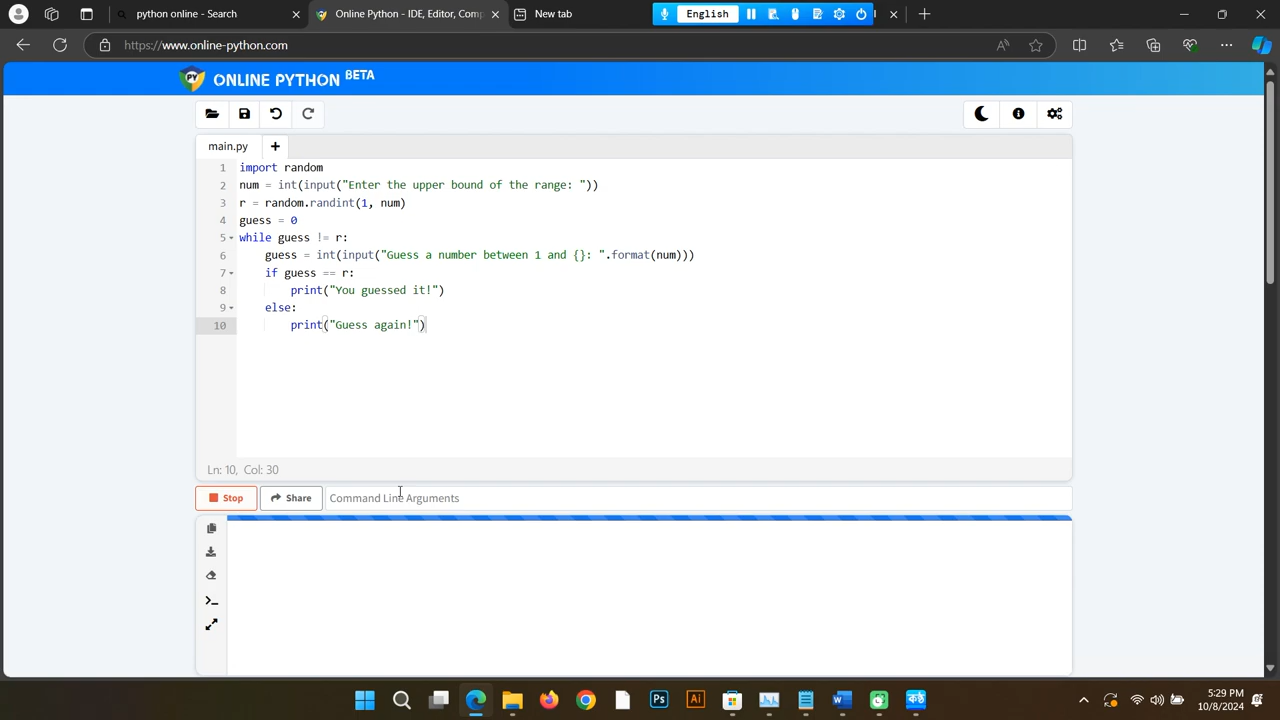 python online - Search
Online Python - IDE, Editor, Comp
New tab
English
https://www.online-python.com
PY
ONLINE PYTHON BETA
main.py
1 import random
2 num = int(input("Enter the upper bound of the range: "))
3 r = random.randint(1, num)
4 guess = 0
5 while guess != r:
6 guess = int(input("Guess a number between 1 and {}: ".format(num)))
7 if guess == r:
8 print("You guessed it!")
9 else:
10 print("Guess again!")
Ln: 10, Col: 30
Stop
Share
Command Line Arguments
Ps
Ai
W
5:29 PM
10/8/2024